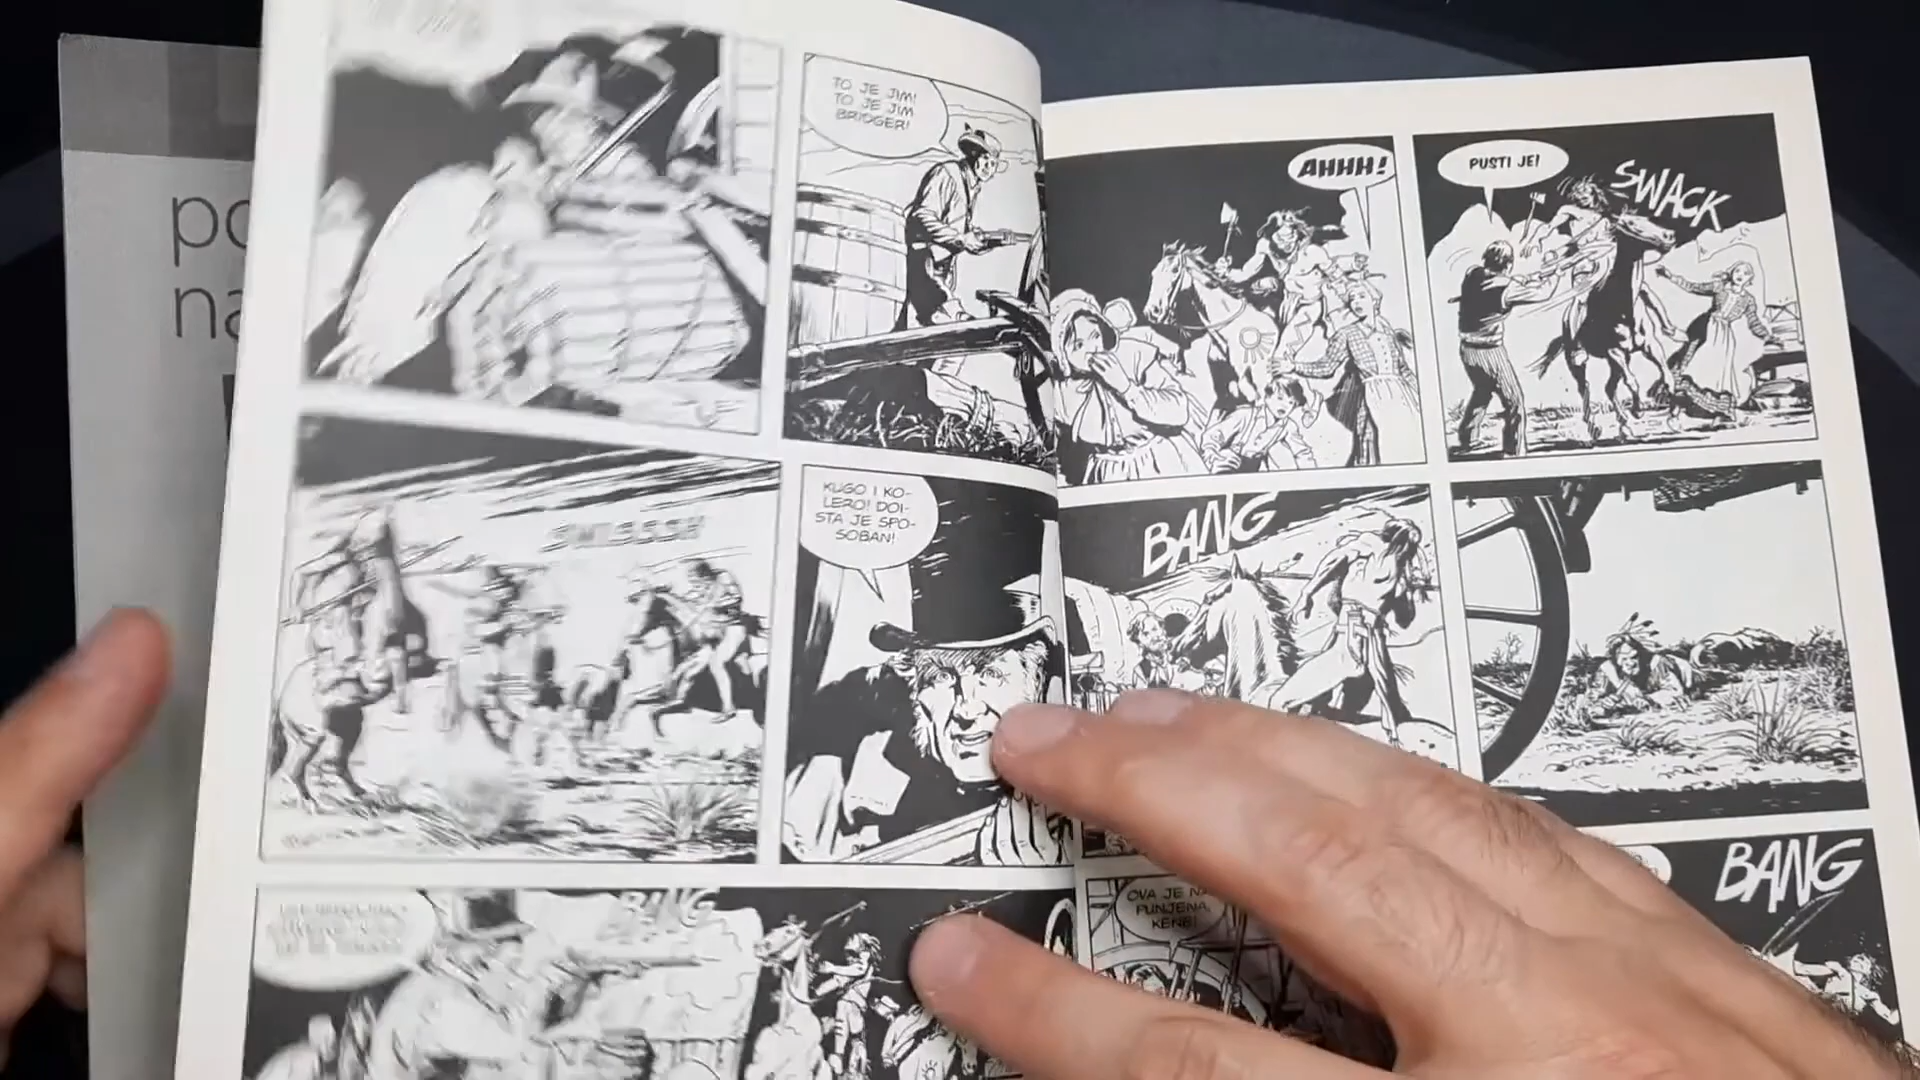 po
na
TO JE JIM!
TO JE JIM
BRIDGER!
KUGO I KO-
LERO! DOI-
STA JE SPO-
SOBAN!
BANG
AHHH!
PUSTI JE!
SWACK
BANG
OVA JE NA
PUNJENA,
KENE!
BANG